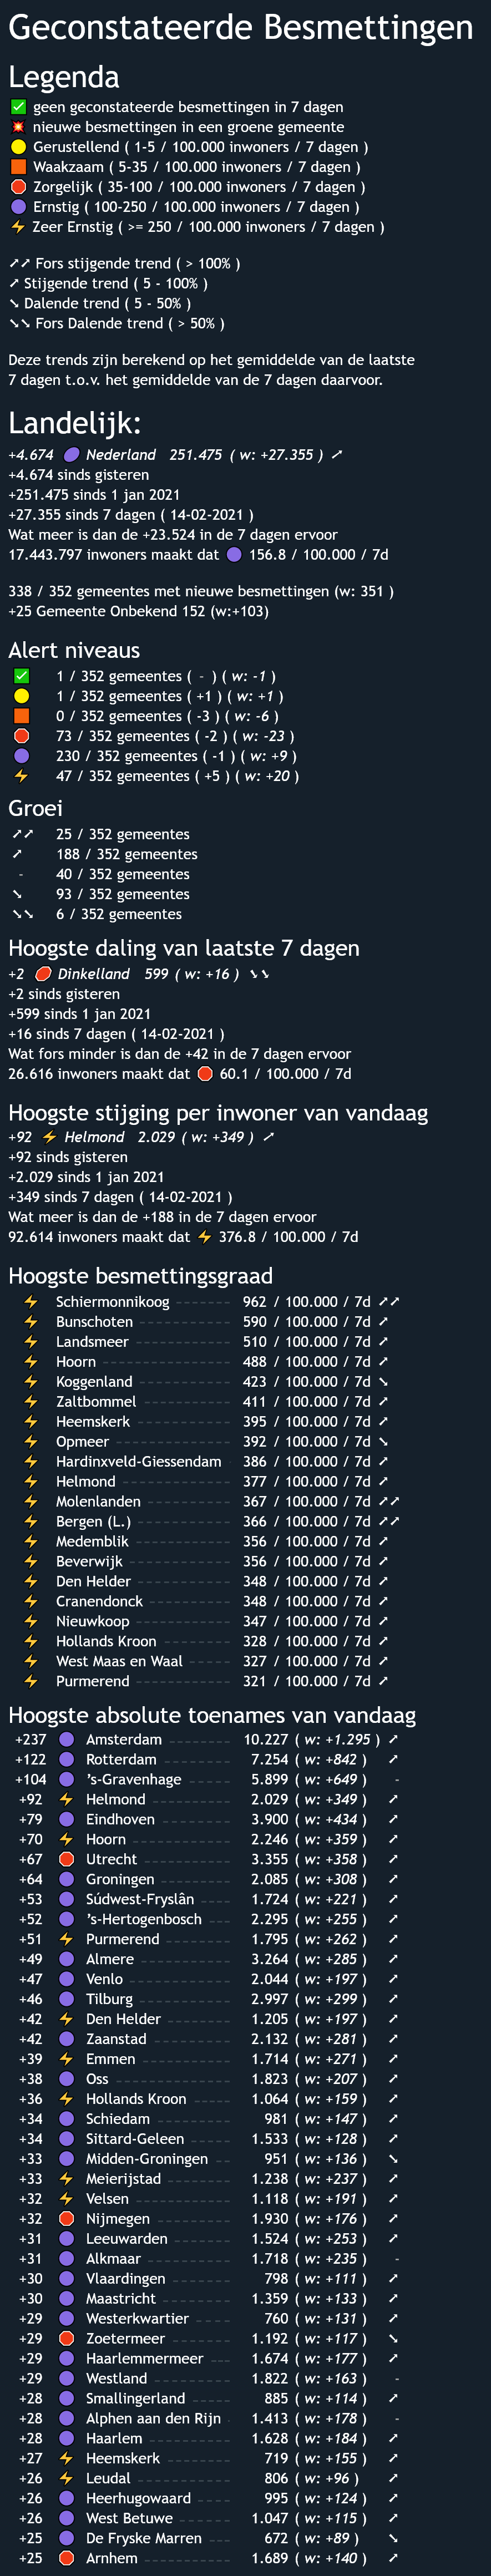 Geconstateerde Besmettingen
Legenda
✅ geen geconstateerde besmettingen in 7 dagen
💥 nieuwe besmettingen in een groene gemeente
🟡 Gerustellend ( 1-5 / 100.000 inwoners / 7 dagen )
🟧 Waakzaam ( 5-35 / 100.000 inwoners / 7 dagen )
🛑 Zorgelijk ( 35-100 / 100.000 inwoners / 7 dagen )
🟣 Ernstig ( 100-250 / 100.000 inwoners / 7 dagen )
⚡ Zeer Ernstig ( >= 250 / 100.000 inwoners / 7 dagen )
➚➚ Fors stijgende trend ( > 100% )
➚ Stijgende trend ( 5 - 100% )
➘ Dalende trend ( 5 - 50% )
➘➘ Fors Dalende trend ( > 50% )
Deze trends zijn berekend op het gemiddelde van de laatste
7 dagen t.o.v. het gemiddelde van de 7 dagen daarvoor.
Landelijk:
+4.674 🟣 Nederland 251.475 ( w: +27.355 ) ➚
+4.674 sinds gisteren
+251.475 sinds 1 jan 2021
+27.355 sinds 7 dagen ( 14-02-2021 )
Wat meer is dan de +23.524 in de 7 dagen ervoor
17.443.797 inwoners maakt dat 🟣 156.8 / 100.000 / 7d
338 / 352 gemeentes met nieuwe besmettingen (w: 351 )
+25 Gemeente Onbekend 152 (w:+103)
Alert niveaus
✅ 1 / 352 gemeentes ( - ) ( w: -1 )
🟡 1 / 352 gemeentes ( +1 ) ( w: +1 )
🟧 0 / 352 gemeentes ( -3 ) ( w: -6 )
🛑 73 / 352 gemeentes ( -2 ) ( w: -23 )
🟣 230 / 352 gemeentes ( -1 ) ( w: +9 )
⚡ 47 / 352 gemeentes ( +5 ) ( w: +20 )
Groei
➚➚ 25 / 352 gemeentes
➚ 188 / 352 gemeentes
- 40 / 352 gemeentes
➘ 93 / 352 gemeentes
➘➘ 6 / 352 gemeentes
Hoogste daling van laatste 7 dagen
+2 🛑 Dinkelland 599 ( w: +16 ) ➘➘
+2 sinds gisteren
+599 sinds 1 jan 2021
+16 sinds 7 dagen ( 14-02-2021 )
Wat fors minder is dan de +42 in de 7 dagen ervoor
26.616 inwoners maakt dat 🛑 60.1 / 100.000 / 7d
Hoogste stijging per inwoner van vandaag
+92 ⚡ Helmond 2.029 ( w: +349 ) ➚
+92 sinds gisteren
+2.029 sinds 1 jan 2021
+349 sinds 7 dagen ( 14-02-2021 )
Wat meer is dan de +188 in de 7 dagen ervoor
92.614 inwoners maakt dat ⚡ 376.8 / 100.000 / 7d
Hoogste besmettingsgraad
⚡ Schiermonnikoog 962 / 100.000 / 7d ➚➚
⚡ Bunschoten 590 / 100.000 / 7d ➚
⚡ Landsmeer 510 / 100.000 / 7d ➚
⚡ Hoorn 488 / 100.000 / 7d ➚
⚡ Koggenland 423 / 100.000 / 7d ➘
⚡ Zaltbommel 411 / 100.000 / 7d ➚
⚡ Heemskerk 395 / 100.000 / 7d ➚
⚡ Opmeer 392 / 100.000 / 7d ➘
⚡ Hardinxveld-Giessendam 386 / 100.000 / 7d ➚
⚡ Helmond 377 / 100.000 / 7d ➚
⚡ Molenlanden 367 / 100.000 / 7d ➚➚
⚡ Bergen (L.) 366 / 100.000 / 7d ➚➚
⚡ Medemblik 356 / 100.000 / 7d ➚
⚡ Beverwijk 356 / 100.000 / 7d ➚
⚡ Den Helder 348 / 100.000 / 7d ➚
⚡ Cranendonck 348 / 100.000 / 7d ➚
⚡ Nieuwkoop 347 / 100.000 / 7d ➚
⚡ Hollands Kroon 328 / 100.000 / 7d ➚
⚡ West Maas en Waal 327 / 100.000 / 7d ➚
⚡ Purmerend 321 / 100.000 / 7d ➚
Hoogste absolute toenames van vandaag
+237 🟣 Amsterdam 10.227 ( w: +1.295 ) ➚
+122 🟣 Rotterdam 7.254 ( w: +842 ) ➚
+104 🟣 's-Gravenhage 5.899 ( w: +649 ) -
+92 ⚡ Helmond 2.029 ( w: +349 ) ➚
+79 🟣 Eindhoven 3.900 ( w: +434 ) ➚
+70 ⚡ Hoorn 2.246 ( w: +359 ) ➚
+67 🛑 Utrecht 3.355 ( w: +358 ) ➚
+64 🟣 Groningen 2.085 ( w: +308 ) ➚
+53 🟣 Súdwest-Fryslân 1.724 ( w: +221 ) ➚
+52 🟣 's-Hertogenbosch 2.295 ( w: +255 ) ➚
+51 ⚡ Purmerend 1.795 ( w: +262 ) ➚
+49 🟣 Almere 3.264 ( w: +285 ) ➚
+47 🟣 Venlo 2.044 ( w: +197 ) ➚
+46 🟣 Tilburg 2.997 ( w: +299 ) ➚
+42 ⚡ Den Helder 1.205 ( w: +197 ) ➚
+42 🟣 Zaanstad 2.132 ( w: +281 ) ➚
+39 ⚡ Emmen 1.714 ( w: +271 ) ➚
+38 🟣 Oss 1.823 ( w: +207 ) ➚
+36 ⚡ Hollands Kroon 1.064 ( w: +159 ) ➚
+34 🟣 Schiedam 981 ( w: +147 ) ➚
+34 🟣 Sittard-Geleen 1.533 ( w: +128 ) ➚
+33 🟣 Midden-Groningen 951 ( w: +136 ) ➘
+33 ⚡ Meierijstad 1.238 ( w: +237 ) ➚
+32 ⚡ Velsen 1.118 ( w: +191 ) ➚
+32 🛑 Nijmegen 1.930 ( w: +176 ) ➚
+31 🟣 Leeuwarden 1.524 ( w: +253 ) ➚
+31 🟣 Alkmaar 1.718 ( w: +235 ) -
+30 🟣 Vlaardingen 798 ( w: +111 ) ➚
+30 🟣 Maastricht 1.359 ( w: +133 ) ➚
+29 🟣 Westerkwartier 760 ( w: +131 ) ➚
+29 🛑 Zoetermeer 1.192 ( w: +117 ) ➘
+29 🟣 Haarlemmermeer 1.674 ( w: +177 ) ➚
+29 🟣 Westland 1.822 ( w: +163 ) -
+28 🟣 Smallingerland 885 ( w: +114 ) ➚
+28 🟣 Alphen aan den Rijn 1.413 ( w: +178 ) -
+28 🟣 Haarlem 1.628 ( w: +184 ) ➚
+27 ⚡ Heemskerk 719 ( w: +155 ) ➚
+26 ⚡ Leudal 806 ( w: +96 ) ➚
+26 🟣 Heerhugowaard 995 ( w: +124 ) ➚
+26 🟣 West Betuwe 1.047 ( w: +115 ) ➚
+25 🟣 De Fryske Marren 672 ( w: +89 ) ➘
+25 🛑 Arnhem 1.689 ( w: +140 ) ➚